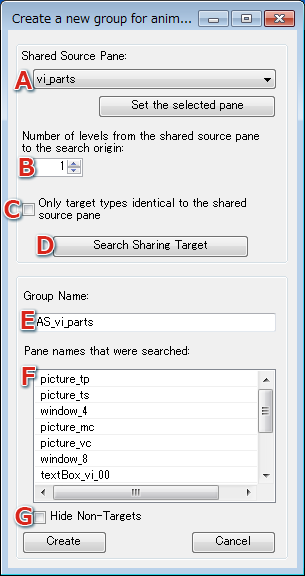 Create a new group for anim...
Shared Source Pane:
A vi_parts
Set the selected pane
Number of levels from the shared source pane
to the search origin:
B 1
C Only target types identical to the shared
source pane
D Search Sharing Target
Group Name:
E AS_vi_parts
Pane names that were searched:
F picture_tp
picture_ts
window_4
picture_mc
picture_vc
window_8
textBox_vi_00
G Hide Non-Targets
Create Cancel